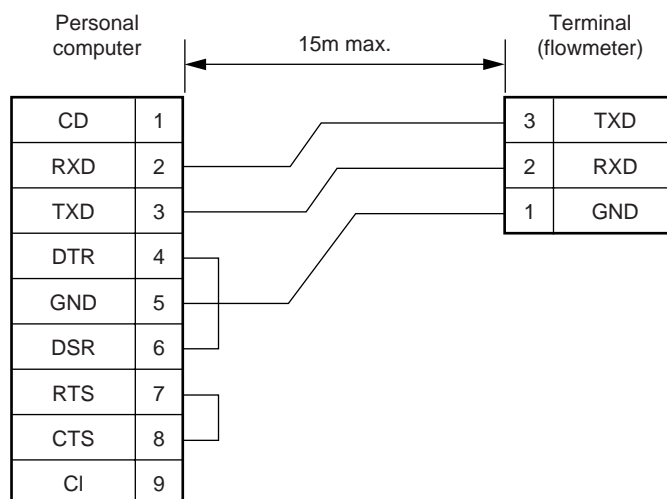 Personal
computer
15m max.
Terminal
(flowmeter)
CD 1
RXD 2
TXD 3
DTR 4
GND 5
DSR 6
RTS 7
CTS 8
CI 9
3 TXD
2 RXD
1 GND